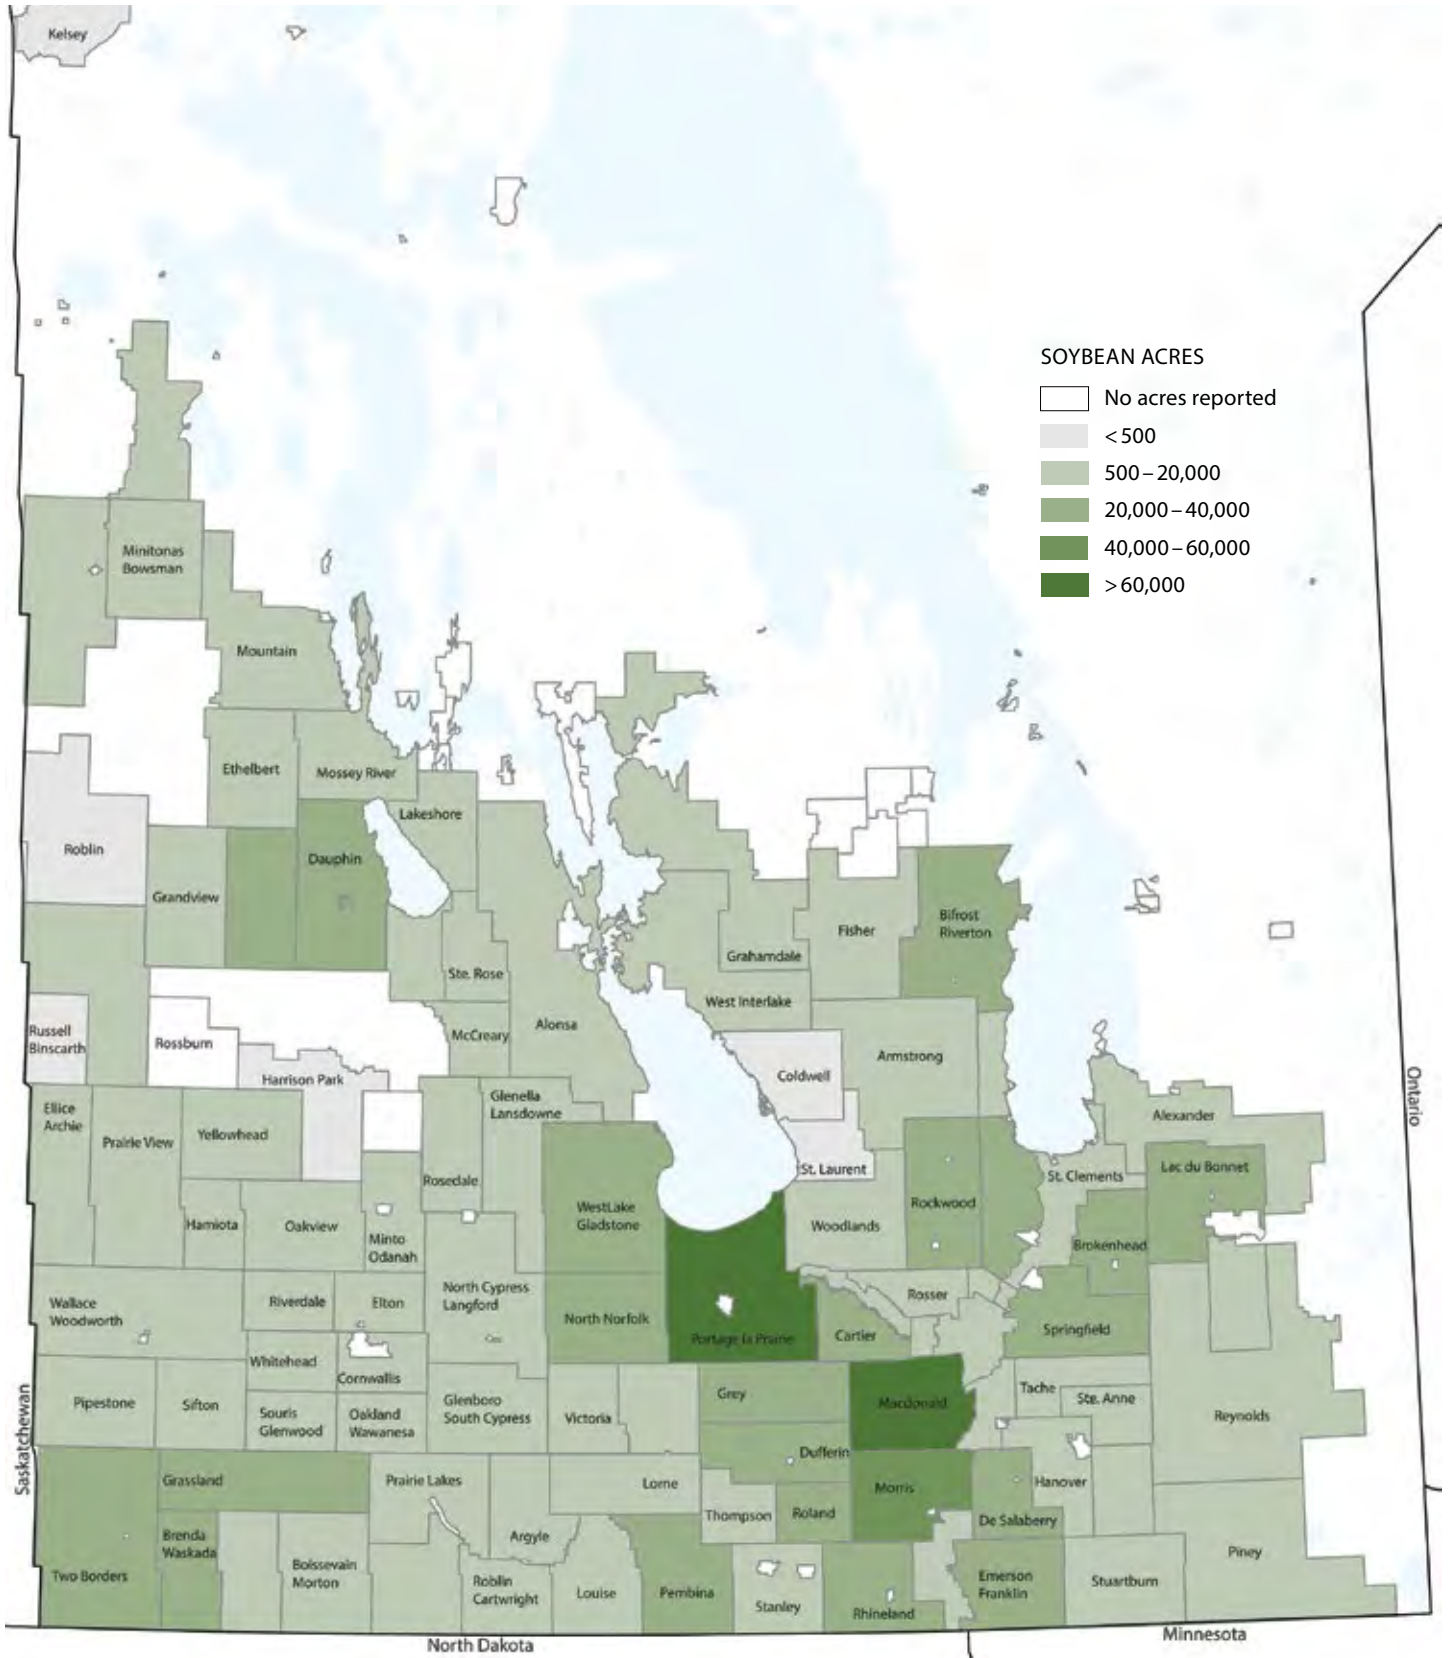 Kelsey
SOYBEAN ACRES
No acres reported
< 500
500 – 20,000
20,000 – 40,000
40,000 – 60,000
> 60,000
Minitonas
Bowsman
Mountain
Ethelbert
Mossey River
Lakeshore
Roblin
Dauphin
Grandview
Ste. Rose
Fisher
Bifrost
Riverton
Grahamdale
West Interlake
Russell
Binscarth
Rossburn
McCreary
Alonsa
Armstrong
Harrison Park
Coldwell
Ontario
Ellice
Archie
Prairie View
Yellowhead
Glenella
Lansdowne
Alexander
Rosedale
St. Laurent
St. Clements
Lac du Bonnet
Hamiota
Oakview
Minto
Odanah
WestLake
Gladstone
Woodlands
Rockwood
Brokenhead
Wallace
Woodworth
Riverdale
Elton
North Cypress
Langford
North Norfolk
Portage la Prairie
Cartier
Rosser
Springfield
Whitehead
Cornwallis
Pipestone
Sifton
Souris
Glenwood
Oakland
Wawanesa
Glenboro
South Cypress
Victoria
Grey
Macdonald
Tache
Ste. Anne
Reynolds
Saskatchewan
Dufferin
Grassland
Prairie Lakes
Lorne
Morris
Hanover
Thompson
Roland
De Salaberry
Brenda
Waskada
Argyle
Two Borders
Boissevain
Morton
Roblin
Cartwright
Louise
Pembina
Stanley
Rhineland
Emerson
Franklin
Stuartburn
Piney
North Dakota
Minnesota